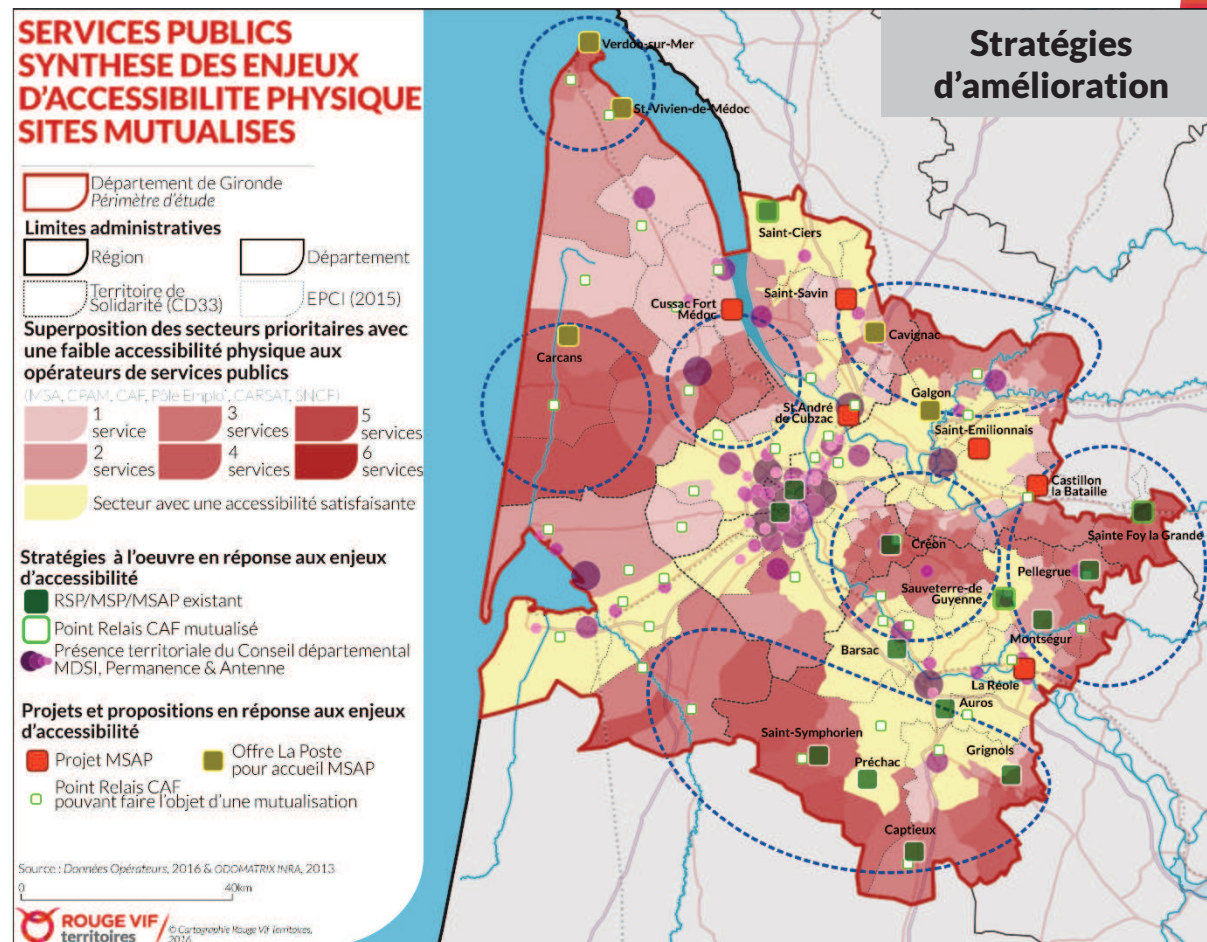 SERVICES PUBLICS
SYNTHESE DES ENJEUX
D'ACCESSIBILITE PHYSIQUE
SITES MUTUALISES
Département de Gironde
Périmètre d'étude
Limites administratives
Région
Département
Territoire de
Solidarité (CD33)
EPCI (2015)
Superposition des secteurs prioritaires avec
une faible accessibilité physique aux
opérateurs de services publics
(MSA, CPAM, CAF, Pôle Emploi, CARSAT, SNCF)
1
service
3
services
5
services
2
services
4
services
6
services
Secteur avec une accessibilité satisfaisante
Stratégies à l'oeuvre en réponse aux enjeux
d'accessibilité
RSP/MSP/MSAP existant
Point Relais CAF mutualisé
Présence territoriale du Conseil départemental
MDSI, Permanence & Antenne
Projets et propositions en réponse aux enjeux
d'accessibilité
Projet MSAP
Offre La Poste
pour accueil MSAP
Point Relais CAF
pouvant faire l'objet d'une mutualisation
Source : Données Opérateurs, 2016 & ODOMATRIX INRA, 2013
0
40km
ROUGE VIF
territoires
© Cartographie Rouge Vif Territoires,
2016
Stratégies
d'amélioration
Verdon-sur-Mer
St-Vivien-de-Médoc
Saint-Ciers
Saint-Savin
Cussac Fort
Médoc
Cavignac
Carcans
Galgon
St André
de Cubzac
Saint-Emilionnais
Castillon
la Bataille
Sainte Foy la Grande
Créon
Pellegrue
Sauveterre-de
Guyenne
Montségur
Barsac
La Réole
Auros
Saint-Symphorien
Préchac
Grignols
Captieux